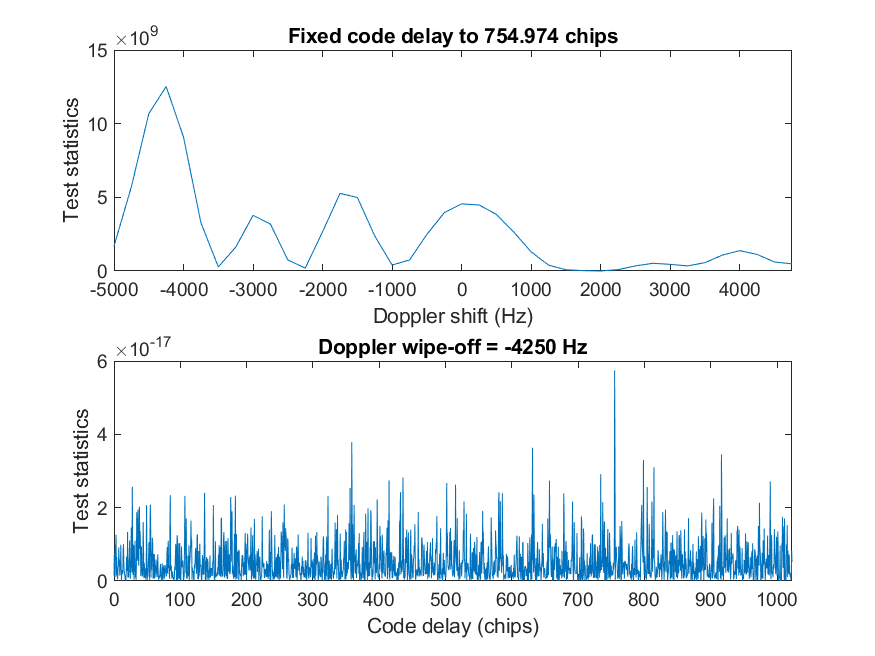 Fixed code delay to 754.974 chips
×10^9
15
10
5
0
Test statistics
-5000 -4000 -3000 -2000 -1000 0 1000 2000 3000 4000
Doppler shift (Hz)
Doppler wipe-off = -4250 Hz
×10^-17
6
4
2
0
Test statistics
0 100 200 300 400 500 600 700 800 900 1000
Code delay (chips)